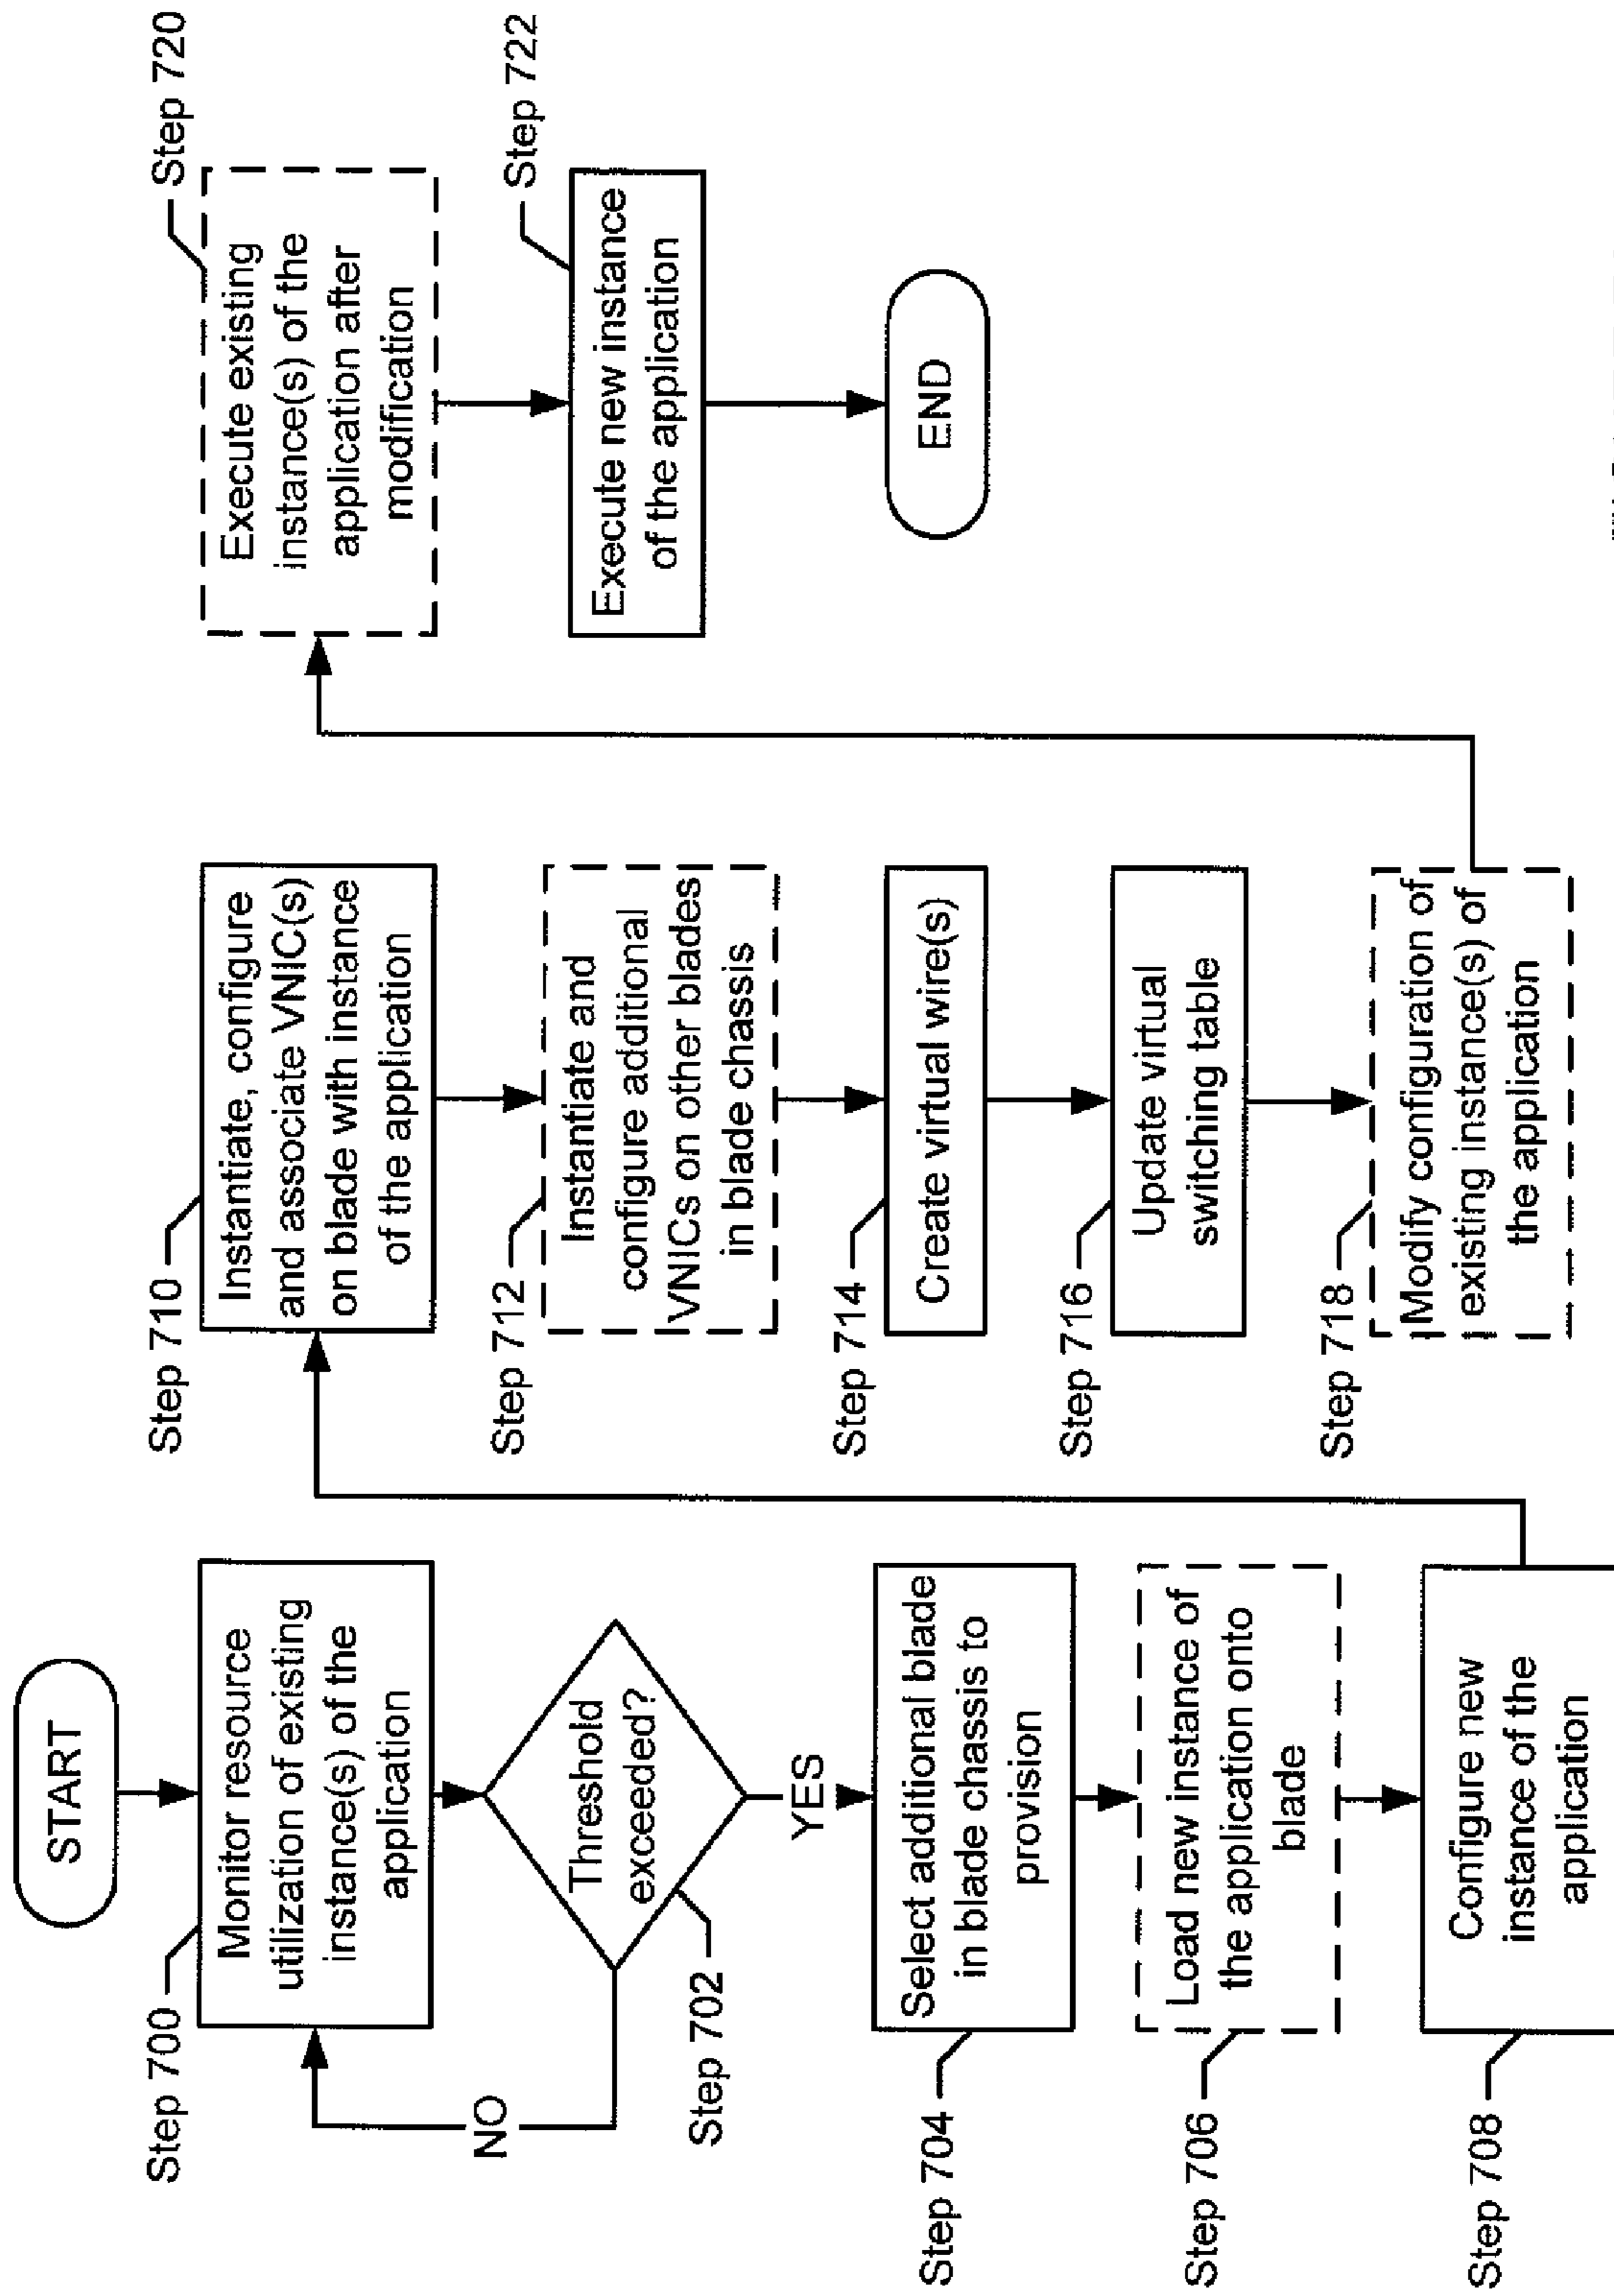 START
Step 700
Monitor resource
utilization of existing
instance(s) of the
application
NO
Threshold
exceeded?
Step 702
YES
Step 704
Select additional blade
in blade chassis to
provision
Step 706
Load new instance of
the application onto
blade
Step 708
Configure new
instance of the
application
Step 710
Instantiate, configure
and associate VNIC(s)
on blade with instance
of the application
Step 712
Instantiate and
configure additional
VNICs on other blades
in blade chassis
Step 714
Create virtual wire(s)
Step 716
Update virtual
switching table
Step 718
Modify configuration of
existing instance(s) of
the application
Step 720
Execute existing
instance(s) of the
application after
modification
Step 722
Execute new instance
of the application
END